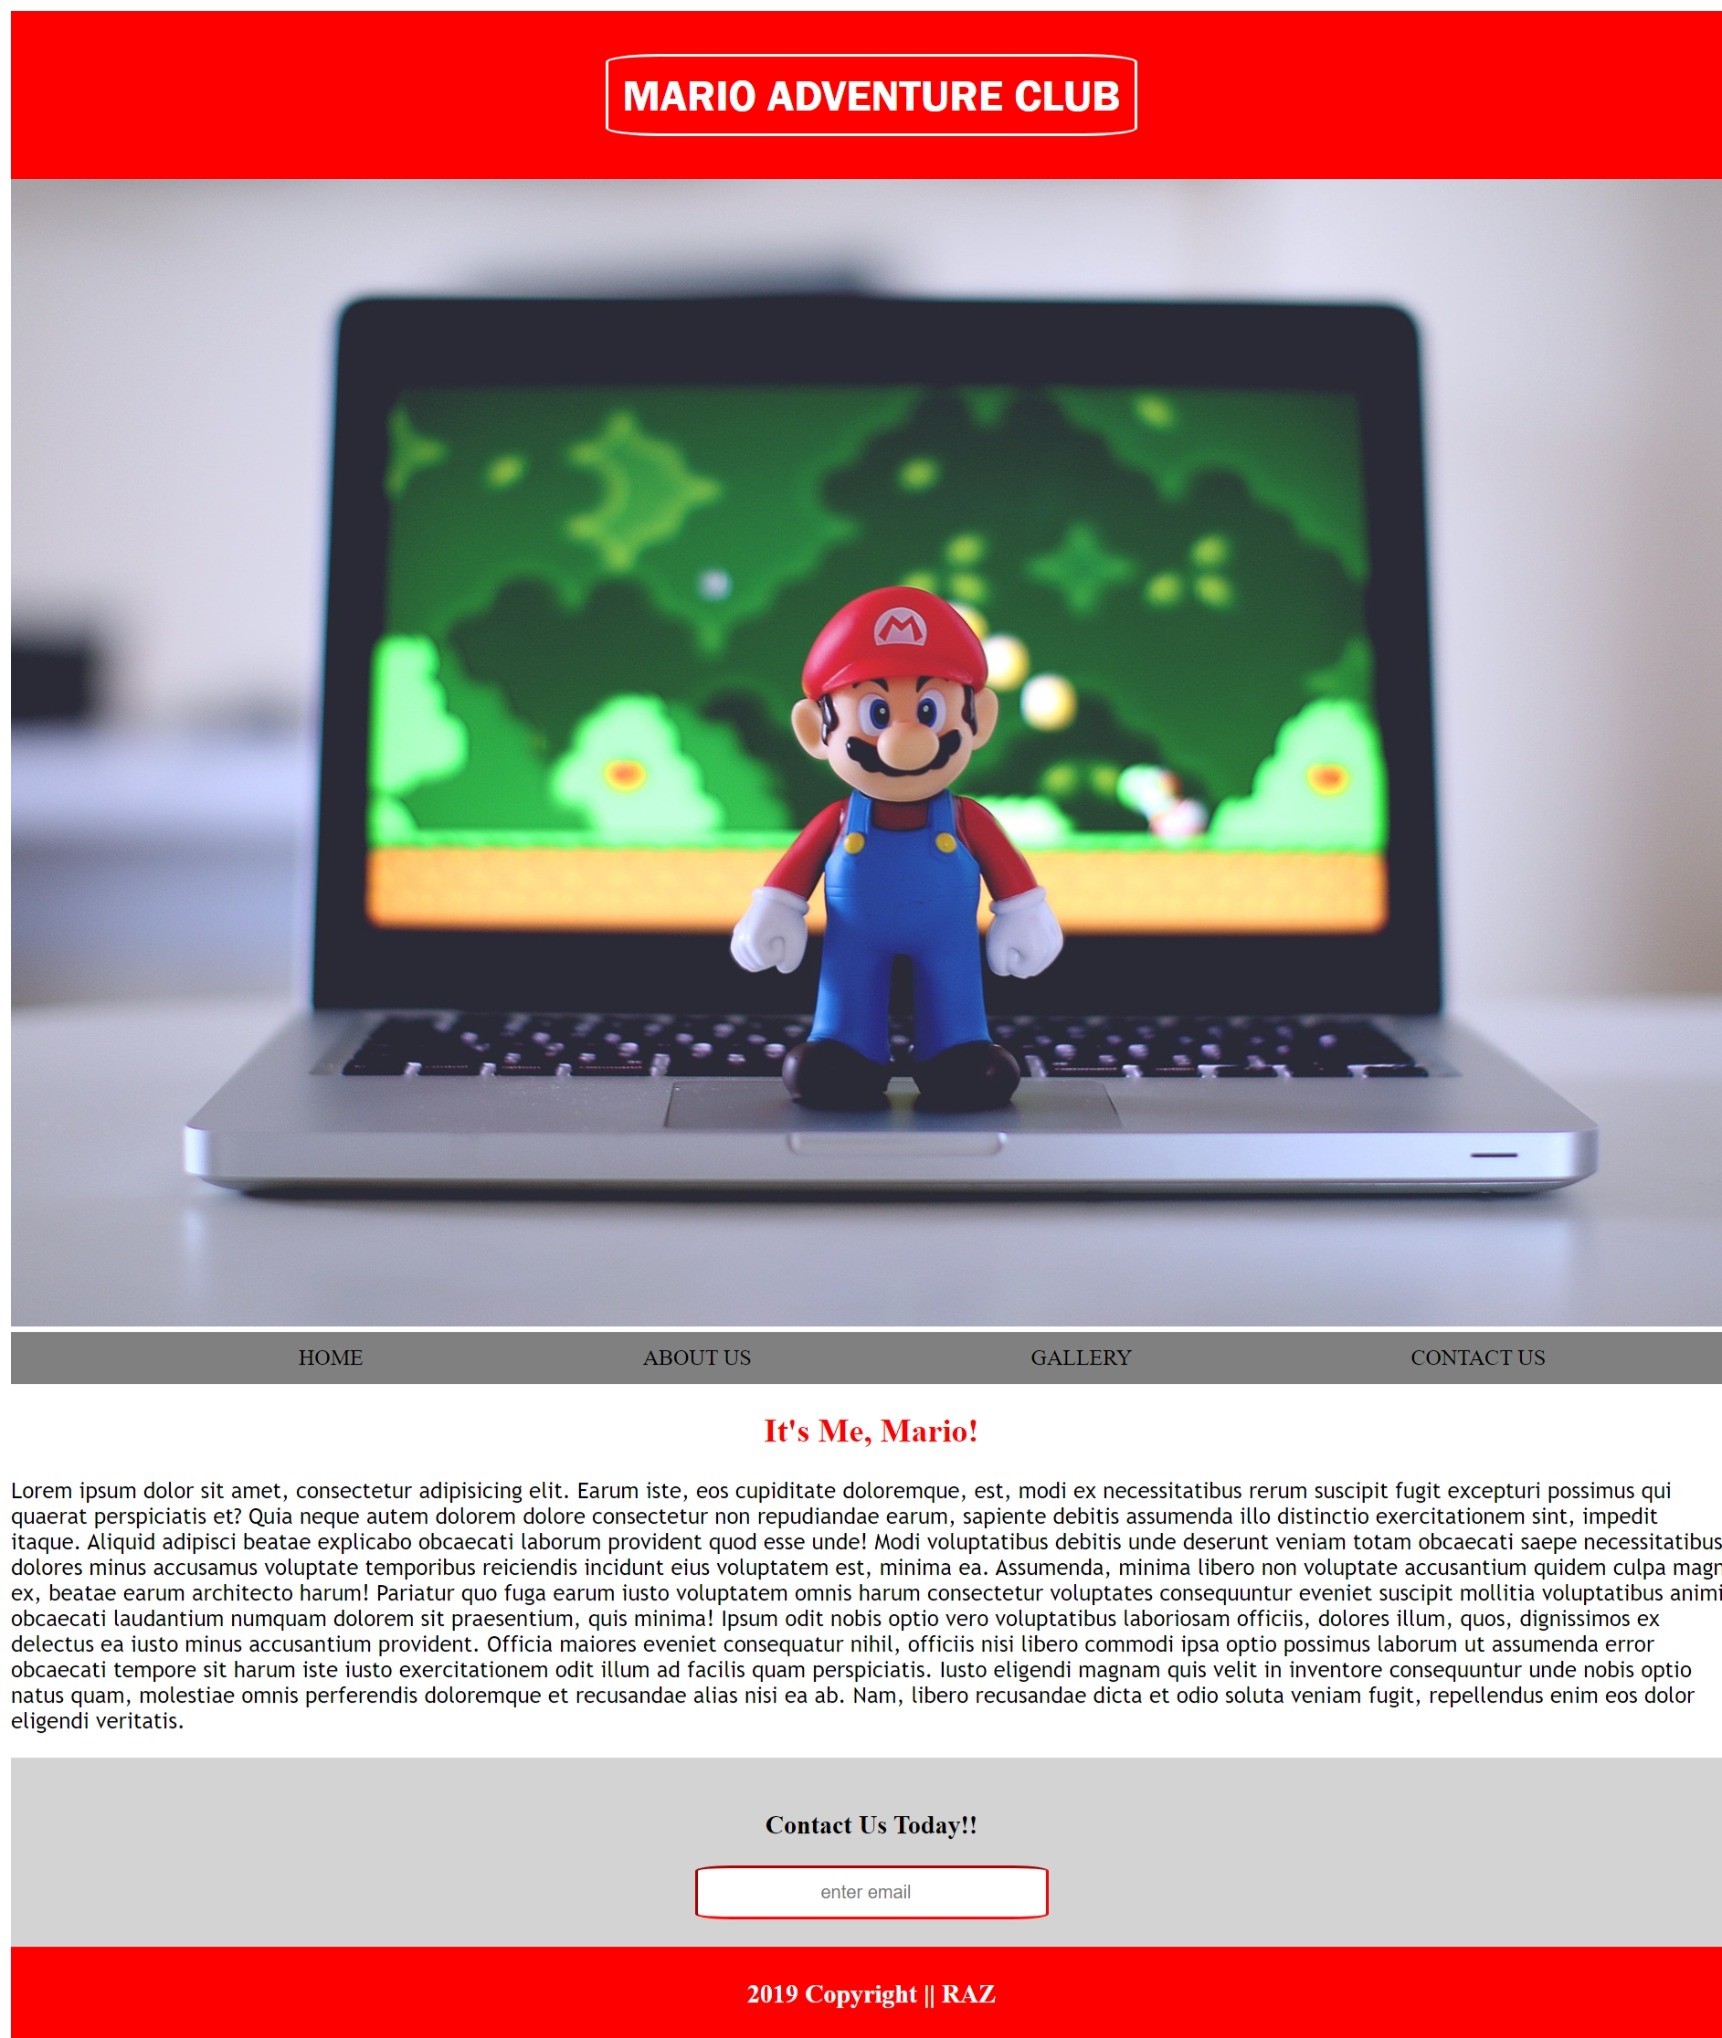 MARIO ADVENTURE CLUB
M
HOME ABOUT US GALLERY CONTACT US
It's Me, Mario!
Lorem ipsum dolor sit amet, consectetur adipisicing elit. Earum iste, eos cupiditate doloremque, est, modi ex necessitatibus rerum suscipit fugit excepturi possimus qui
quaerat perspiciatis et? Quia neque autem dolorem dolore consectetur non repudiandae earum, sapiente debitis assumenda illo distinctio exercitationem sint, impedit
itaque. Aliquid adipisci beatae explicabo obcaecati laborum provident quod esse unde! Modi voluptatibus debitis unde deserunt veniam totam obcaecati saepe necessitatibus
dolores minus accusamus voluptate temporibus reiciendis incidunt eius voluptatem est, minima ea. Assumenda, minima libero non voluptate accusantium quidem culpa magn
ex, beatae earum architecto harum! Pariatur quo fuga earum iusto voluptatem omnis harum consectetur voluptates consequuntur eveniet suscipit mollitia voluptatibus animi
obcaecati laudantium numquam dolorem sit praesentium, quis minima! Ipsum odit nobis optio vero voluptatibus laboriosam officiis, dolores illum, quos, dignissimos ex
delectus ea iusto minus accusantium provident. Officia maiores eveniet consequatur nihil, officiis nisi libero commodi ipsa optio possimus laborum ut assumenda error
obcaecati tempore sit harum iste iusto exercitationem odit illum ad facilis quam perspiciatis. Iusto eligendi magnam quis velit in inventore consequuntur unde nobis optio
natus quam, molestiae omnis perferendis doloremque et recusandae alias nisi ea ab. Nam, libero recusandae dicta et odio soluta veniam fugit, repellendus enim eos dolor
eligendi veritatis.
Contact Us Today!!
enter email
2019 Copyright || RAZ